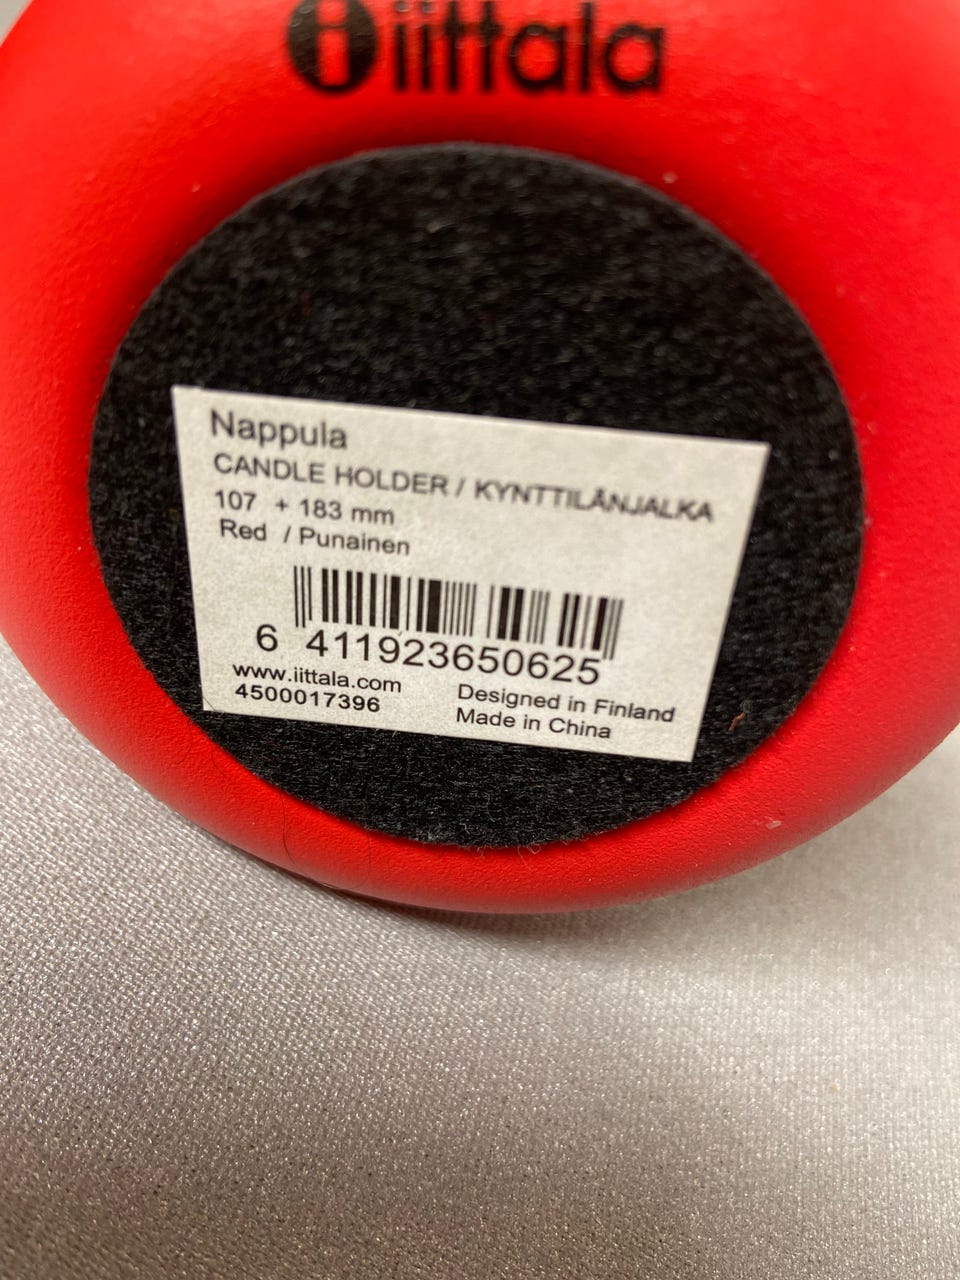 iittala
Nappula
CANDLE HOLDER / KYNTTILÄNJALKA
107 + 183 mm
Red / Punainen
6 411923650625
www.iittala.com
4500017396
Designed in Finland
Made in China